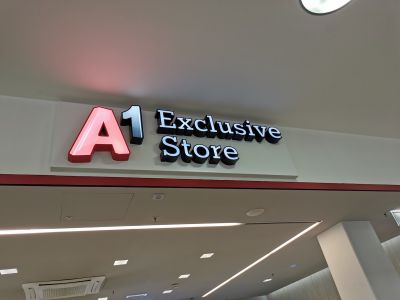 A1 Exclusive
Store